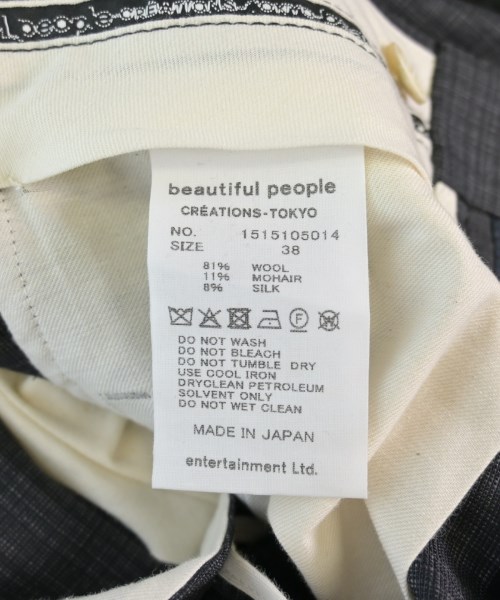 people CRÉATIONS
beautiful people
CRÉATIONS-TOKYO
NO. 1515105014
SIZE 38
81% WOOL
11% MOHAIR
8% SILK
F W
DO NOT WASH
DO NOT BLEACH
DO NOT TUMBLE DRY
USE COOL IRON
DRYCLEAN PETROLEUM
SOLVENT ONLY
DO NOT WET CLEAN
MADE IN JAPAN
entertainment Ltd.